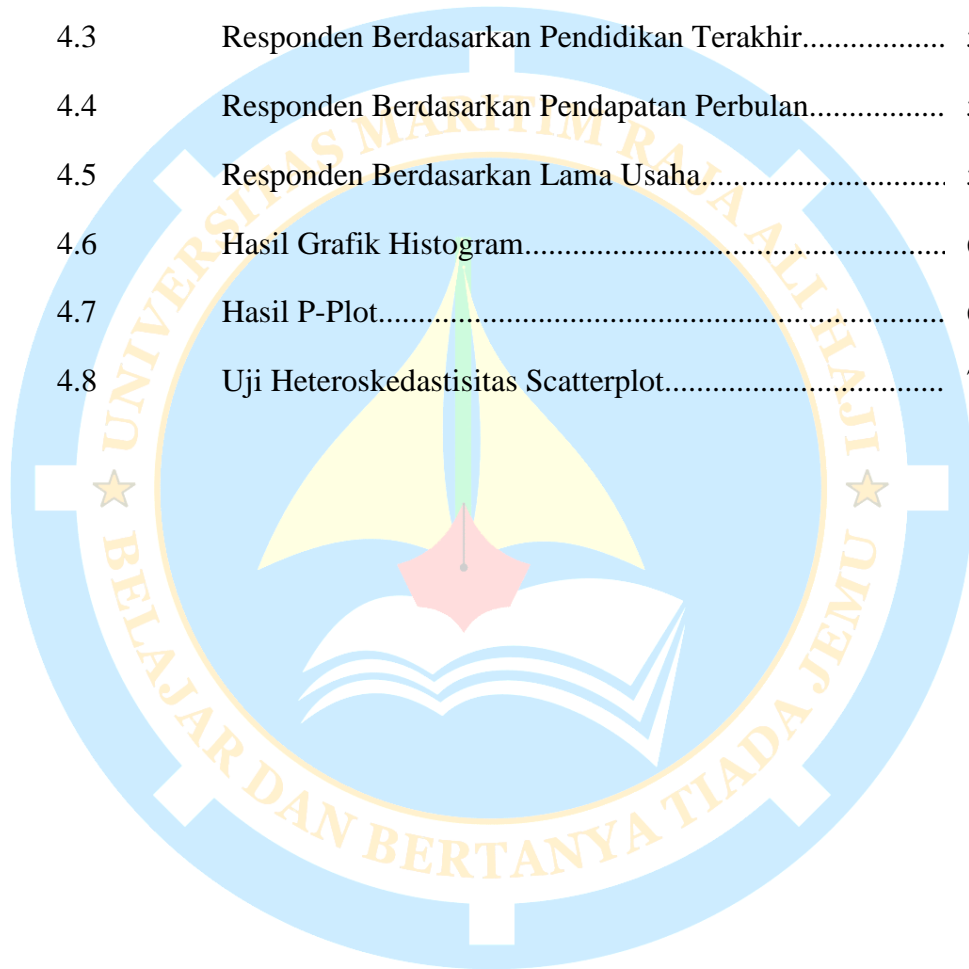 4.3 Responden Berdasarkan Pendidikan Terakhir.................
4.4 Responden Berdasarkan Pendapatan Perbulan................
4.5 Responden Berdasarkan Lama Usaha.............................
4.6 Hasil Grafik Histogram...................................................
4.7 Hasil P-Plot.....................................................................
4.8 Uji Heteroskedastisitas Scatterplot..................................
UNIVERSITAS MARITIM RAJA ALI HAJI
BELAJAR DAN BERTANYA TIADA JEMU